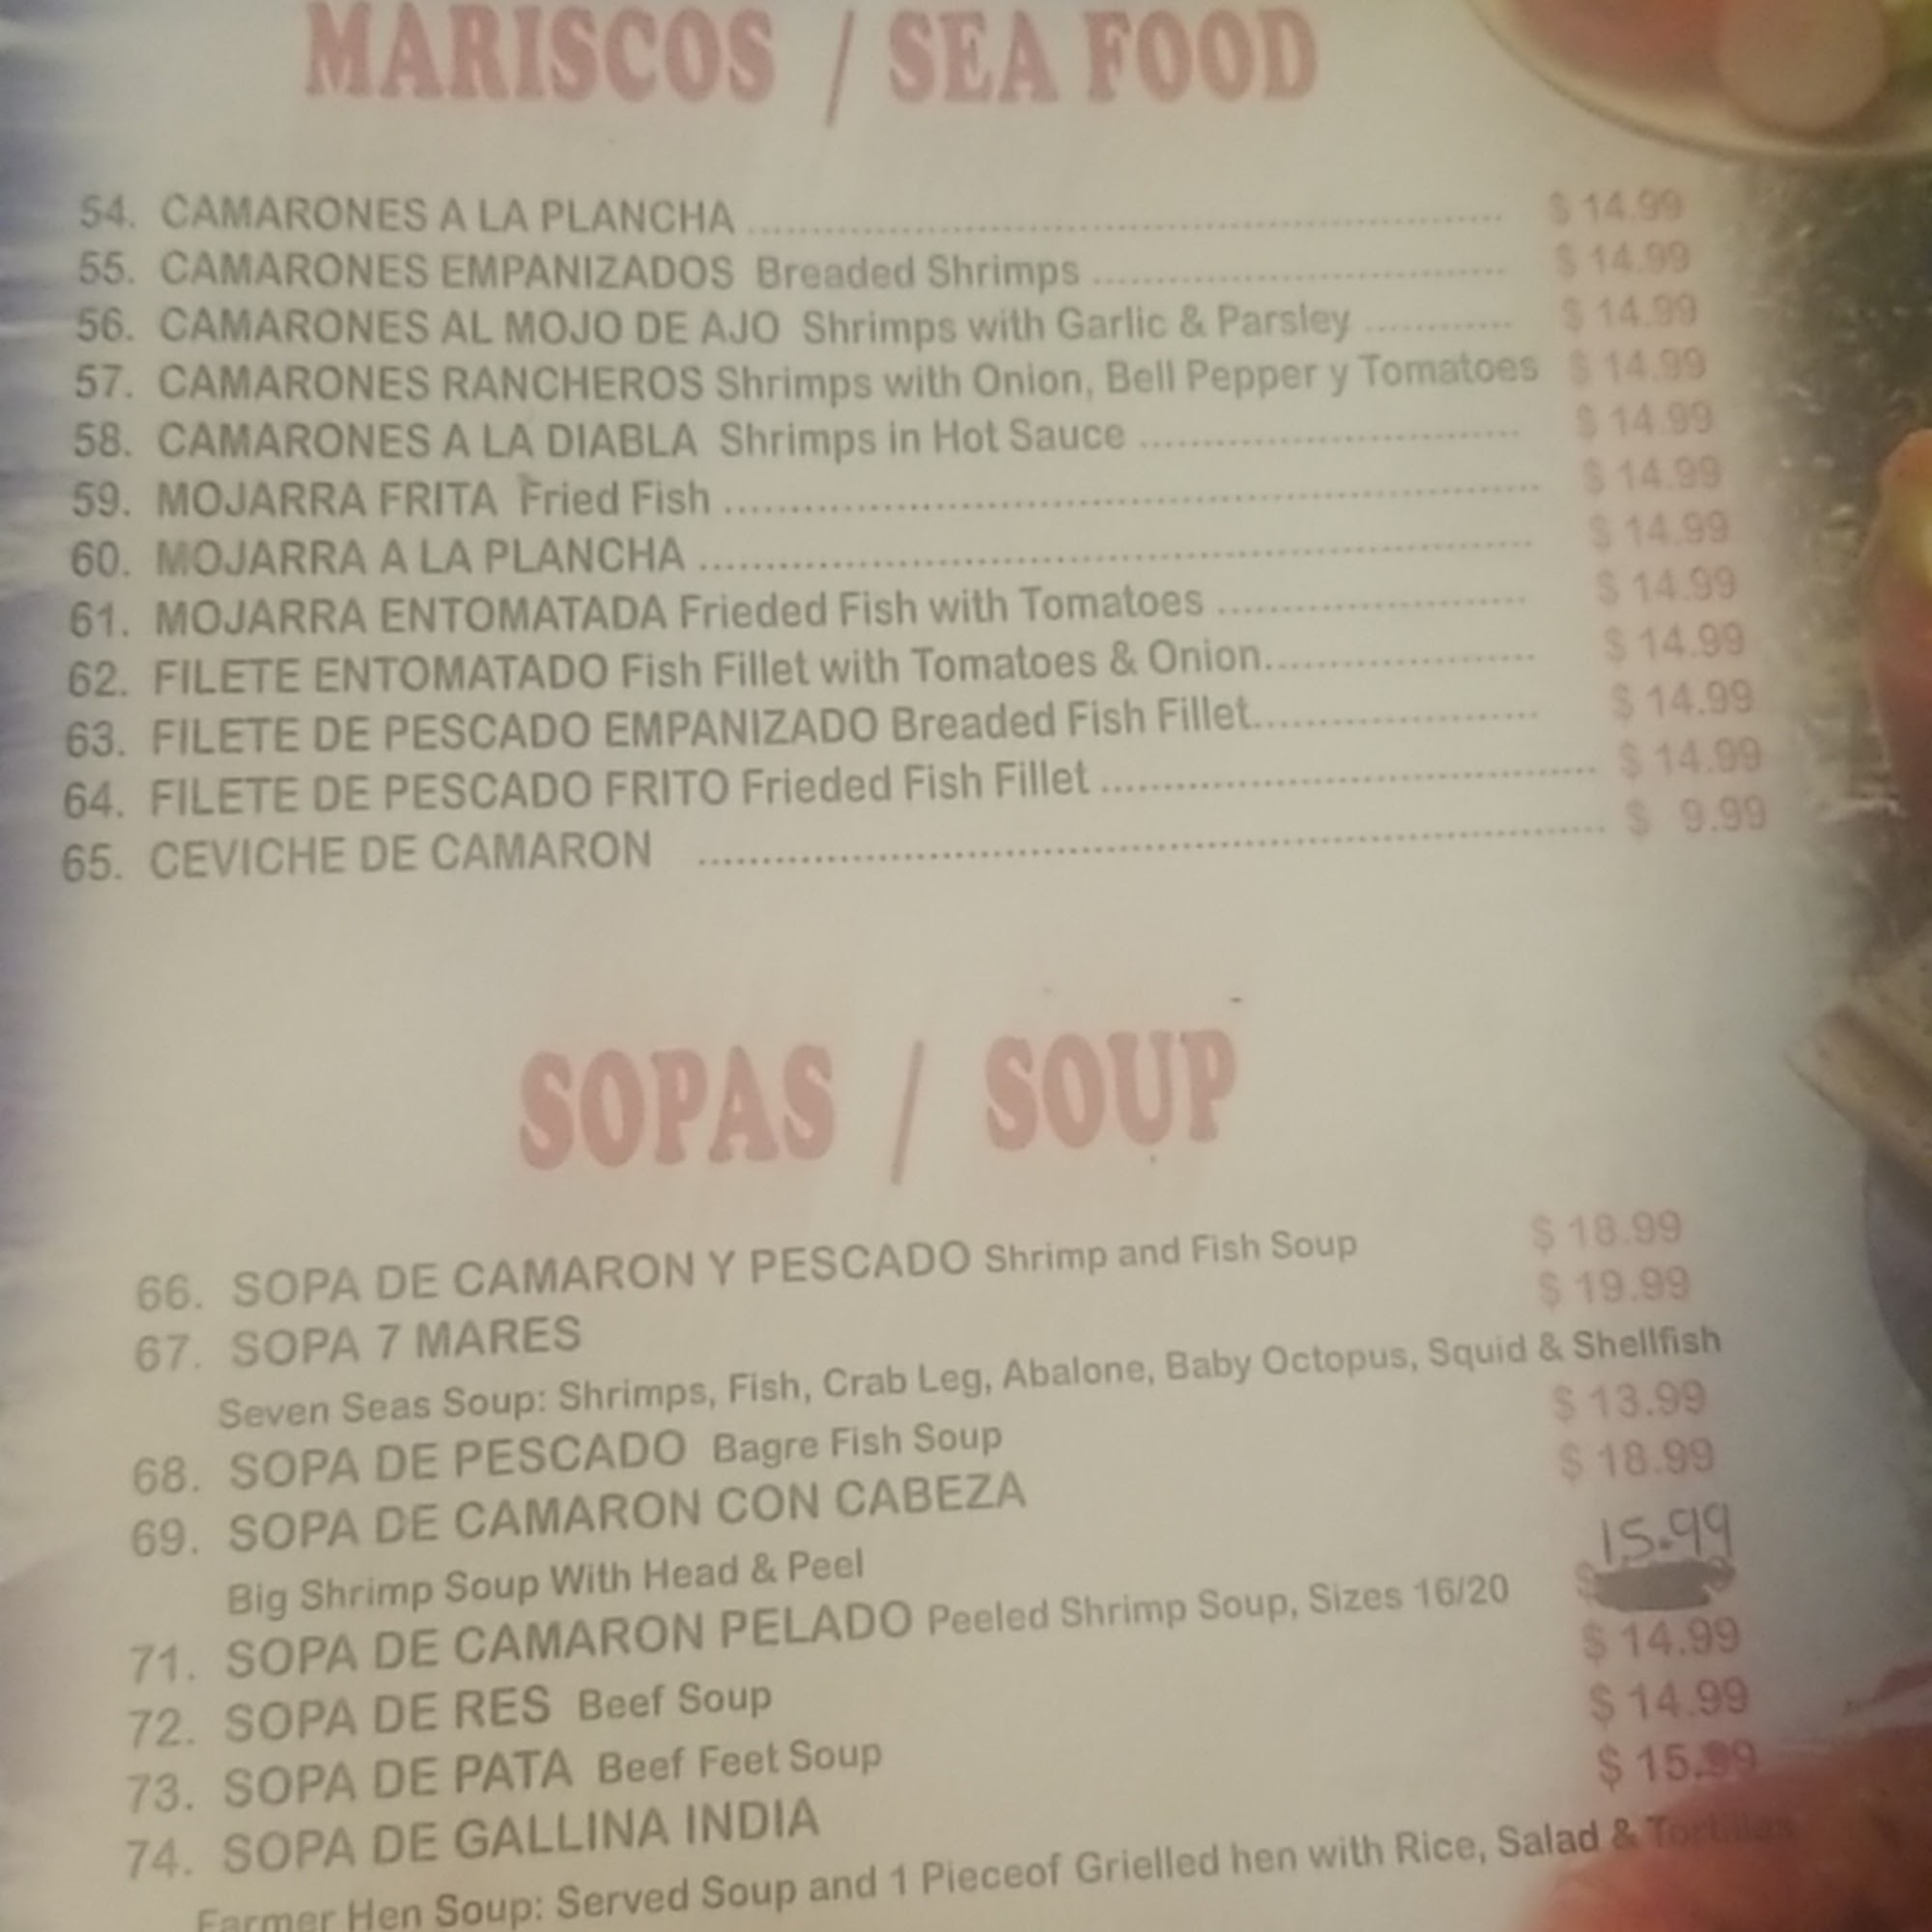 MARISCOS / SEA FOOD
54. CAMARONES A LA PLANCHA ........................ $ 14.99
55. CAMARONES EMPANIZADOS Breaded Shrimps ........................ $ 14.99
56. CAMARONES AL MOJO DE AJO Shrimps with Garlic & Parsley ............ $ 14.99
57. CAMARONES RANCHEROS Shrimps with Onion, Bell Pepper y Tomatoes $ 14.99
58. CAMARONES A LA DIABLA Shrimps in Hot Sauce ........................ $ 14.99
59. MOJARRA FRITA Fried Fish ........................ $ 14.99
60. MOJARRA A LA PLANCHA ........................ $ 14.99
61. MOJARRA ENTOMATADA Frieded Fish with Tomatoes ........................ $ 14.99
62. FILETE ENTOMATADO Fish Fillet with Tomatoes & Onion........................ $ 14.99
63. FILETE DE PESCADO EMPANIZADO Breaded Fish Fillet........................ $ 14.99
64. FILETE DE PESCADO FRITO Frieded Fish Fillet ........................ $ 14.99
65. CEVICHE DE CAMARON ........................ $ 9.99
SOPAS / SOUP
66. SOPA DE CAMARON Y PESCADO Shrimp and Fish Soup $ 18.99
67. SOPA 7 MARES $ 19.99
Seven Seas Soup: Shrimps, Fish, Crab Leg, Abalone, Baby Octopus, Squid & Shellfish
68. SOPA DE PESCADO Bagre Fish Soup $ 13.99
69. SOPA DE CAMARON CON CABEZA $ 18.99
Big Shrimp Soup With Head & Peel
71. SOPA DE CAMARON PELADO Peeled Shrimp Soup, Sizes 16/20 $ 15.99
72. SOPA DE RES Beef Soup $ 14.99
73. SOPA DE PATA Beef Feet Soup $ 14.99
74. SOPA DE GALLINA INDIA $ 15.99
Farmer Hen Soup: Served Soup and 1 Pieceof Grielled hen with Rice, Salad & Tortillas